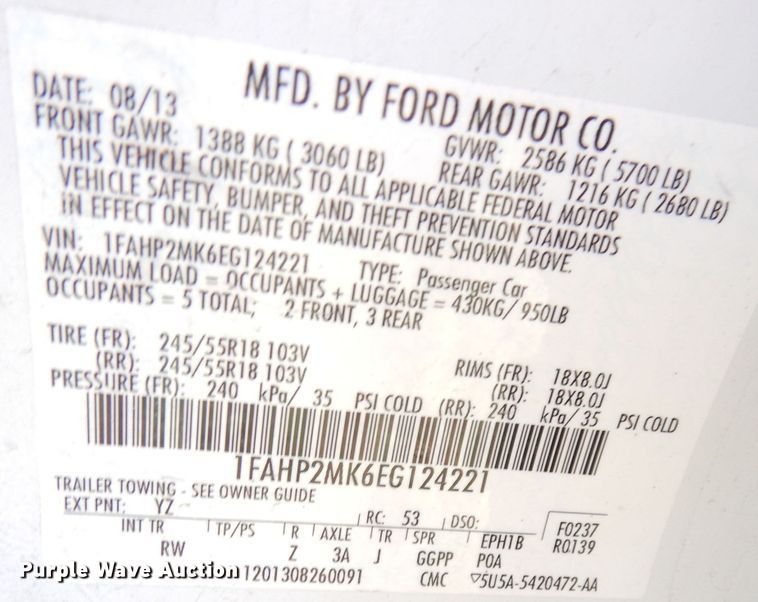 MFD. BY FORD MOTOR CO.
DATE: 08/13 GVWR: 2586 KG ( 5700 LB)
FRONT GAWR: 1388 KG ( 3060 LB) REAR GAWR: 1216 KG ( 2680 LB)
THIS VEHICLE CONFORMS TO ALL APPLICABLE FEDERAL MOTOR
VEHICLE SAFETY, BUMPER, AND THEFT PREVENTION STANDARDS
IN EFFECT ON THE DATE OF MANUFACTURE SHOWN ABOVE.
VIN: 1FAHP2MK6EG124221 TYPE: Passenger Car
MAXIMUM LOAD = OCCUPANTS + LUGGAGE = 430KG/ 950LB
OCCUPANTS = 5 TOTAL; 2 FRONT, 3 REAR
TIRE (FR): 245/55R18 103V RIMS (FR): 18X8.0J
(RR): 245/55R18 103V (RR): 18X8.0J
PRESSURE (FR): 240 kPa/ 35 PSI COLD (RR): 240 kPa/ 35 PSI COLD
1FAHP2MK6EG124221
TRAILER TOWING - SEE OWNER GUIDE
EXT PNT: YZ RC: 53 DSO: F0237
INT TR TP/PS R AXLE TR SPR EPH1B R0139
RW Z 3A J GGPP POA
1201308260091 CMC 5U5A-5420472-AA
Purple Wave Auction